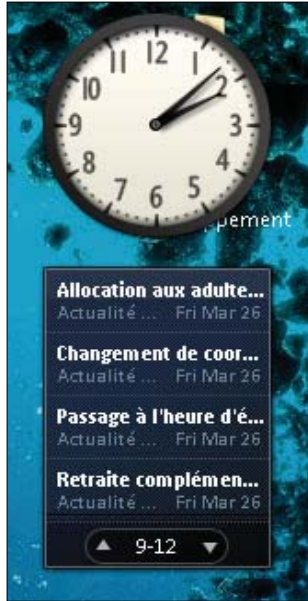 12
11
1
10
2
9
3
8
4
7
5
6
ppement
Allocation aux adulte...
Actualité ... Fri Mar 26
Changement de coor...
Actualité ... Fri Mar 26
Passage à l'heure d'é...
Actualité ... Fri Mar 26
Retraite complémen...
Actualité ... Fri Mar 26
9-12